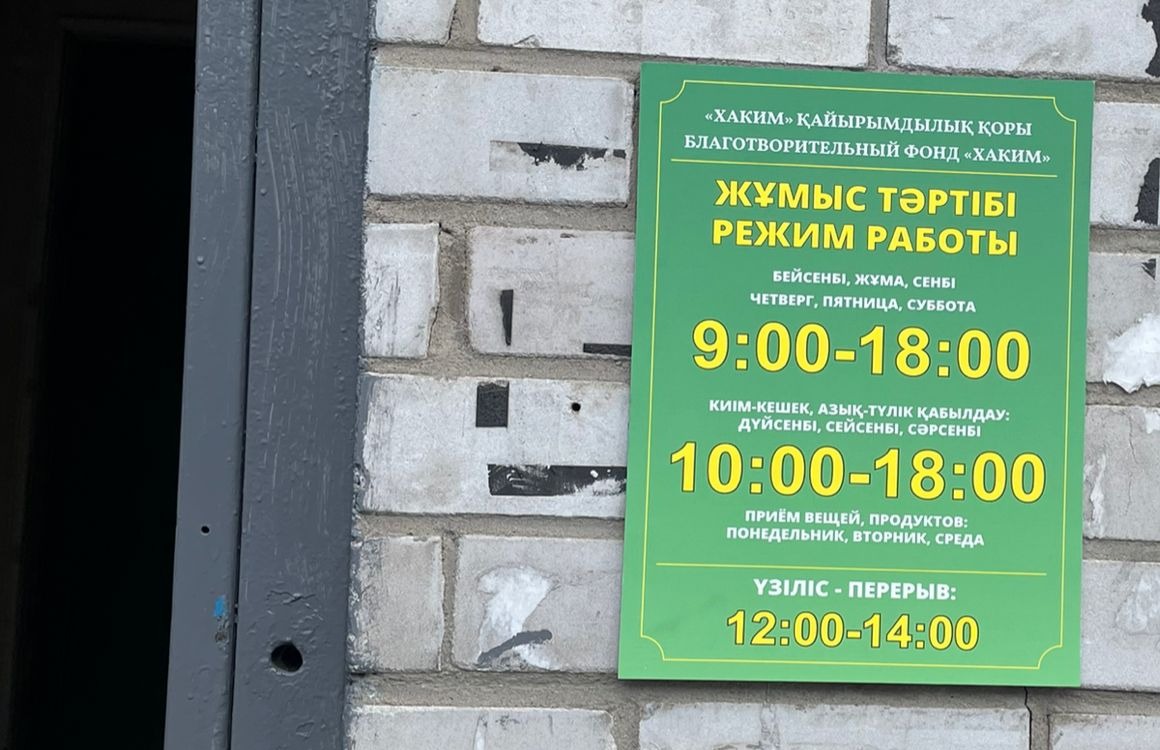 «ХАКИМ» ҚАЙЫРЫМДЫЛЫҚ ҚОРЫ
БЛАГОТВОРИТЕЛЬНЫЙ ФОНД «ХАКИМ»
ЖҰМЫС ТӘРТІБІ
РЕЖИМ РАБОТЫ
БЕЙСЕНБІ, ЖҰМА, СЕНБІ
ЧЕТВЕРГ, ПЯТНИЦА, СУББОТА
9:00-18:00
КИІМ-КЕШЕК, АЗЫҚ-ТҮЛІК ҚАБЫЛДАУ:
ДҮЙСЕНБІ, СЕЙСЕНБІ, СӘРСЕНБІ
10:00-18:00
ПРИЁМ ВЕЩЕЙ, ПРОДУКТОВ:
ПОНЕДЕЛЬНИК, ВТОРНИК, СРЕДА
ҮЗІЛІС - ПЕРЕРЫВ:
12:00-14:00